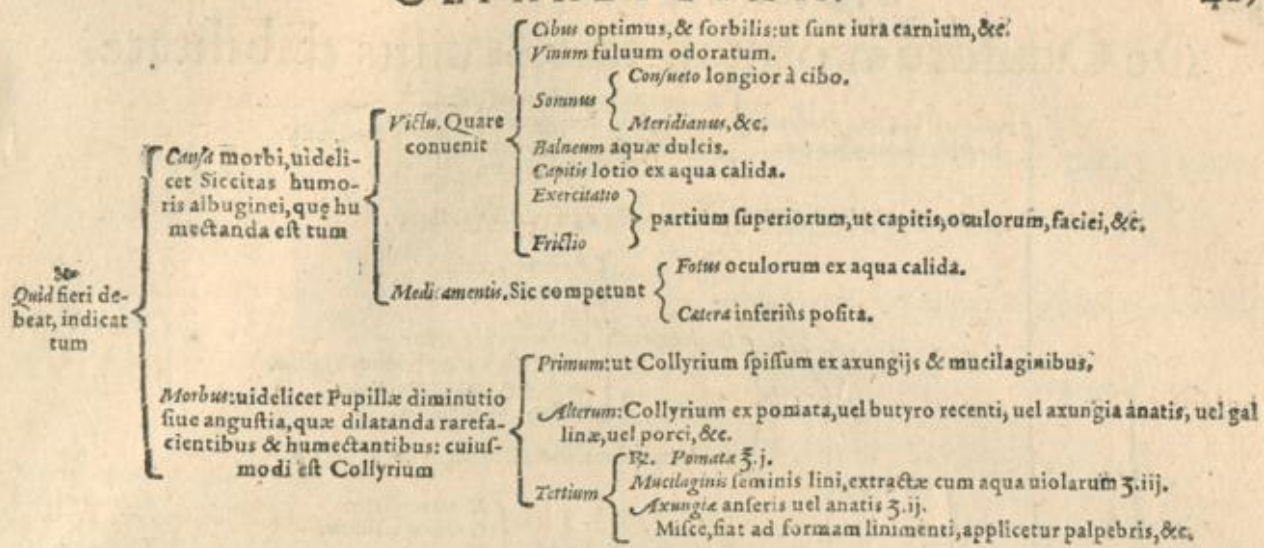 Quid fieri de-
beat, indicat
tum
Causa morbi, uideli-
cet Siccitas humo-
ris albuginei, quę hu
mectanda est tum
Victu. Quare
conuenit
Cibus optimus, & sorbilis: ut sunt iura carnium, &c.
Vinum fuluum odoratum.
Somnus
Consueto longior à cibo.
Meridianus, &c.
Balneum aquæ dulcis.
Capitis lotio ex aqua calida.
Exercitatio
Frictio
partium superiorum, ut capitis, oculorum, faciei, &c.
Medicamentis. Sic competunt
Fotus oculorum ex aqua calida.
Cætera inferiùs posita.
Morbus: uidelicet Pupillæ diminutio
siue angustia, quæ dilatanda rarefa-
cientibus & humectantibus: cuius-
modi est Collyrium
Primum: ut Collyrium spissum ex axungijs & mucilaginibus.
Alterum: Collyrium ex pomata, uel butyro recenti, uel axungia anatis, uel gal
linæ, uel porci, &c.
Tertium
℞. Pomatæ ℥.j.
Mucilaginis seminis lini, extractæ cum aqua uiolarum ʒ.iij.
Axungiæ anseris uel anatis ʒ.ij.
Misce, fiat ad formam linimenti, applicetur palpebris, &c.